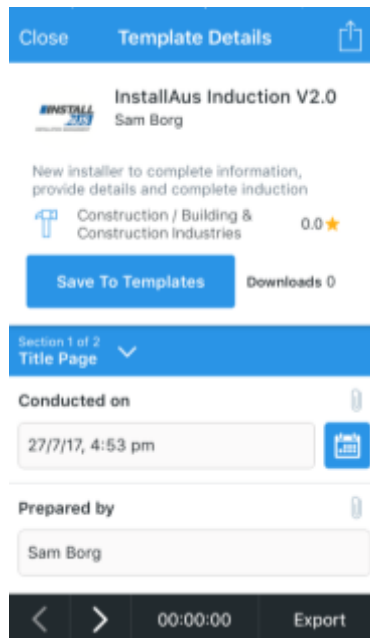 Close Template Details
InstallAus Induction V2.0
INSTALL
Sam Borg
AUS
New installer to complete information,
provide details and complete induction
Construction / Building &
Construction Industries
0.0
Save To Templates
Downloads 0
Section 1 of 2
Title Page
Conducted on
27/7/17, 4:53 pm
Prepared by
Sam Borg
00:00:00 Export